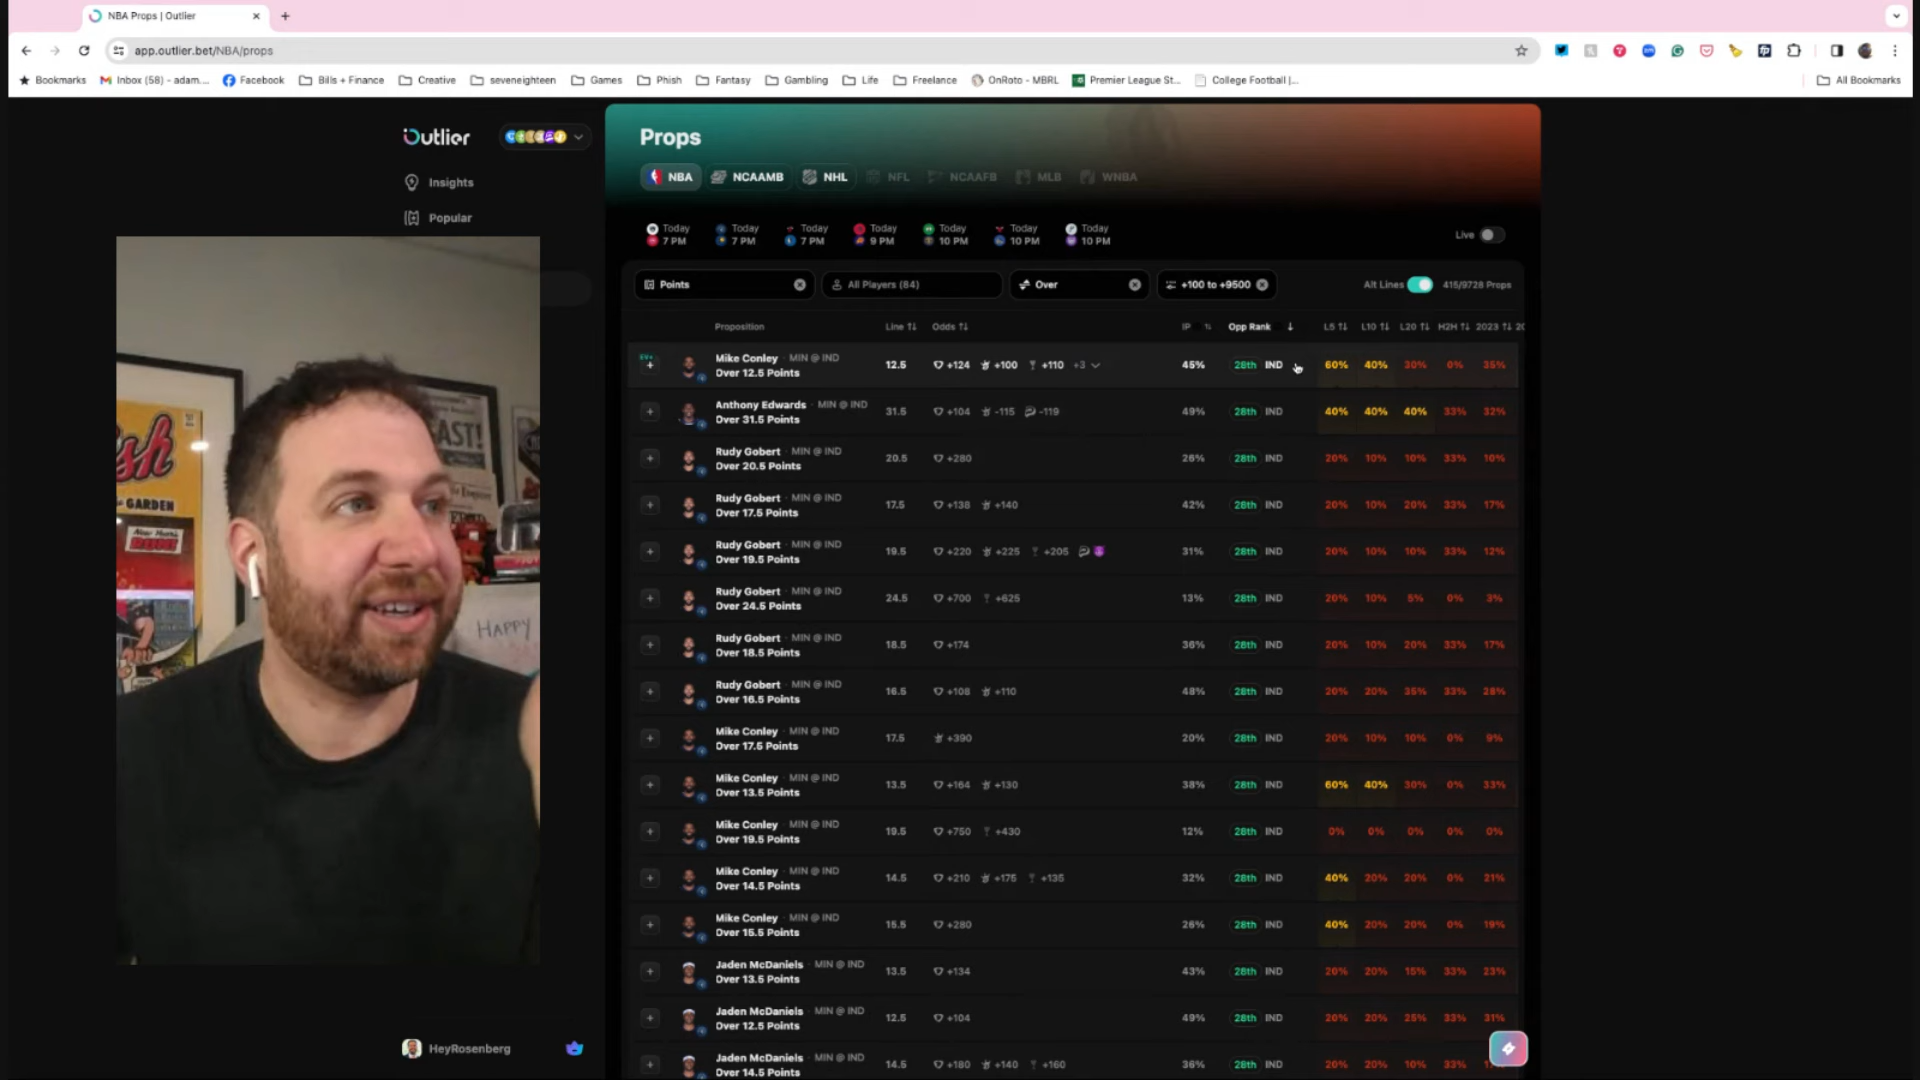 NBA Props | Outlier
app.outlier.bet/NBA/props
Bookmarks Inbox (58) - adam.... Facebook Bills + Finance Creative seveneighteen Games Phish Fantasy Gambling Life Freelance OnRoto - MBRL Premier League St... College Football |... All Bookmarks
Outlier
Insights
Popular
Props
NBA NCAAMB NHL NFL NCAAFB MLB WNBA
Today Today Today Today Today Today Today
7 PM 7 PM 7 PM 9 PM 10 PM 10 PM 10 PM
Live
Points All Players (84) Over +100 to +9500 Alt Lines 415/9728 Props
Proposition Line Odds IP Opp Rank L5 L10 L20 H2H 2023 20
Mike Conley · MIN @ IND
Over 12.5 Points 12.5 +124 +100 +110 +3 45% 28th IND 60% 40% 30% 0% 35%
Anthony Edwards · MIN @ IND
Over 31.5 Points 31.5 +104 -115 -119 49% 28th IND 40% 40% 40% 33% 32%
Rudy Gobert · MIN @ IND
Over 20.5 Points 20.5 +280 26% 28th IND 20% 10% 10% 33% 10%
Rudy Gobert · MIN @ IND
Over 17.5 Points 17.5 +138 +140 42% 28th IND 20% 10% 20% 33% 17%
Rudy Gobert · MIN @ IND
Over 19.5 Points 19.5 +220 +225 +205 31% 28th IND 20% 10% 10% 33% 12%
Rudy Gobert · MIN @ IND
Over 24.5 Points 24.5 +700 +625 13% 28th IND 20% 10% 5% 0% 3%
Rudy Gobert · MIN @ IND
Over 18.5 Points 18.5 +174 36% 28th IND 20% 10% 20% 33% 17%
Rudy Gobert · MIN @ IND
Over 16.5 Points 16.5 +108 +110 48% 28th IND 20% 20% 35% 33% 28%
Mike Conley · MIN @ IND
Over 17.5 Points 17.5 +390 20% 28th IND 20% 10% 10% 0% 9%
Mike Conley · MIN @ IND
Over 13.5 Points 13.5 +164 +130 38% 28th IND 60% 40% 30% 0% 33%
Mike Conley · MIN @ IND
Over 19.5 Points 19.5 +750 +430 12% 28th IND 0% 0% 0% 0% 0%
Mike Conley · MIN @ IND
Over 14.5 Points 14.5 +210 +175 +135 32% 28th IND 40% 20% 20% 0% 21%
Mike Conley · MIN @ IND
Over 15.5 Points 15.5 +280 26% 28th IND 40% 20% 20% 0% 19%
Jaden McDaniels · MIN @ IND
Over 13.5 Points 13.5 +134 43% 28th IND 20% 20% 15% 33% 23%
Jaden McDaniels · MIN @ IND
Over 12.5 Points 12.5 +104 49% 28th IND 20% 20% 25% 33% 31%
Jaden McDaniels · MIN @ IND
Over 14.5 Points 14.5 +180 +140 +160 36% 28th IND 20% 20% 10% 33%
HeyRosenberg
GARDEN
HAPPY